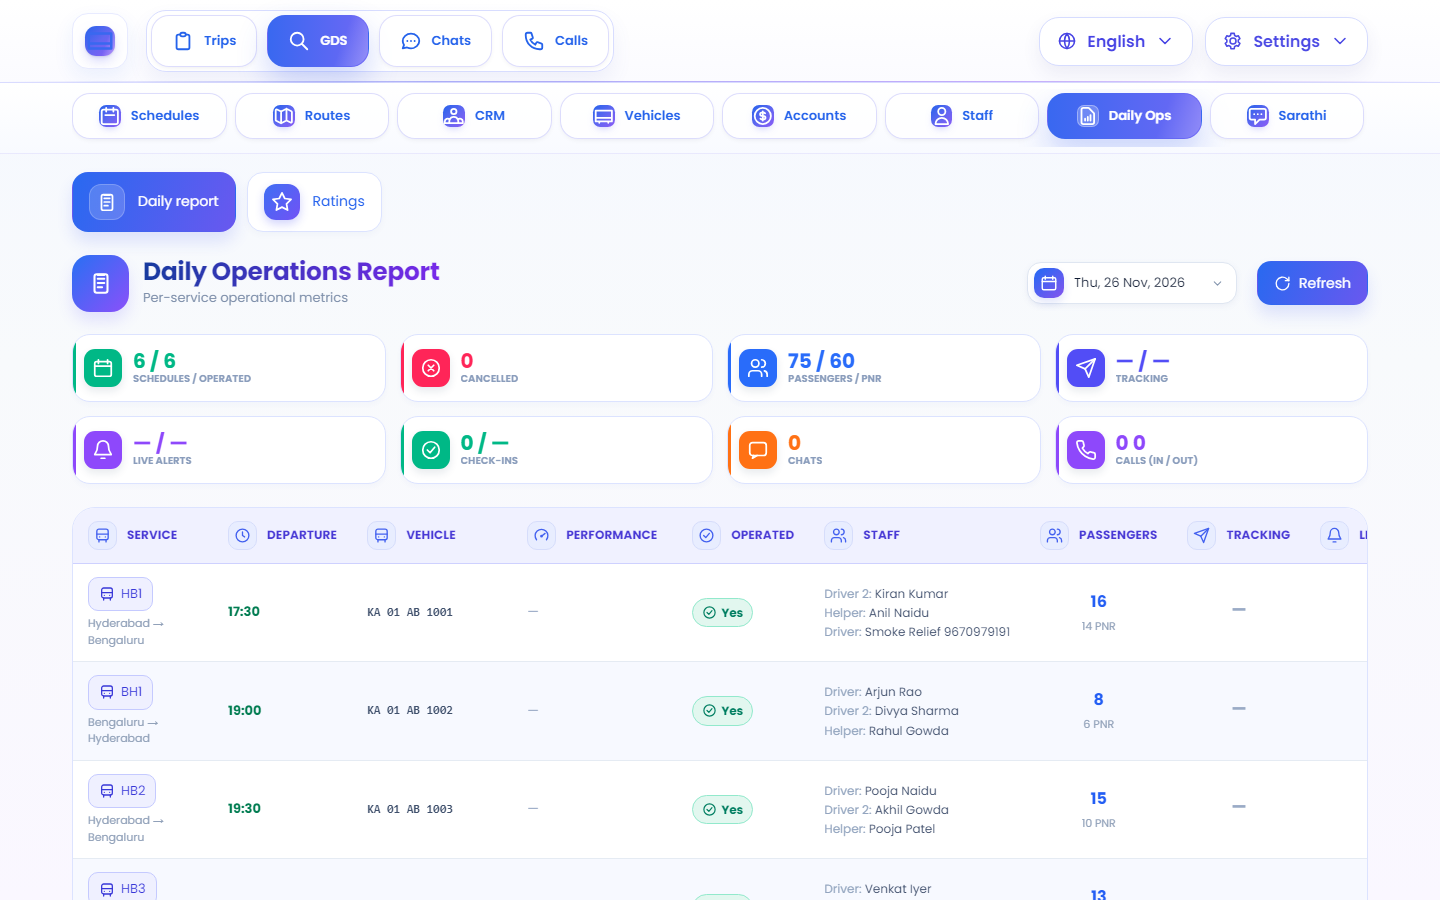 Trips
GDS
Chats
Calls
English
Settings
Schedules
Routes
CRM
Vehicles
Accounts
Staff
Daily Ops
Sarathi
Daily report
Ratings
Daily Operations Report
Per-service operational metrics
Thu, 26 Nov, 2026
Refresh
6 / 6
SCHEDULES / OPERATED
0
CANCELLED
75 / 60
PASSENGERS / PNR
— / —
TRACKING
— / —
LIVE ALERTS
0 / —
CHECK-INS
0
CHATS
0 0
CALLS (IN / OUT)
SERVICE DEPARTURE VEHICLE PERFORMANCE OPERATED STAFF PASSENGERS TRACKING
HB1
Hyderabad →
Bengaluru
17:30
KA 01 AB 1001
—
Yes
Driver 2: Kiran Kumar
Helper: Anil Naidu
Driver: Smoke Relief 9670979191
16
14 PNR
—
BH1
Bengaluru →
Hyderabad
19:00
KA 01 AB 1002
—
Yes
Driver: Arjun Rao
Driver 2: Divya Sharma
Helper: Rahul Gowda
8
6 PNR
—
HB2
Hyderabad →
Bengaluru
19:30
KA 01 AB 1003
—
Yes
Driver: Pooja Naidu
Driver 2: Akhil Gowda
Helper: Pooja Patel
15
10 PNR
—
HB3
Driver: Venkat Iyer
13